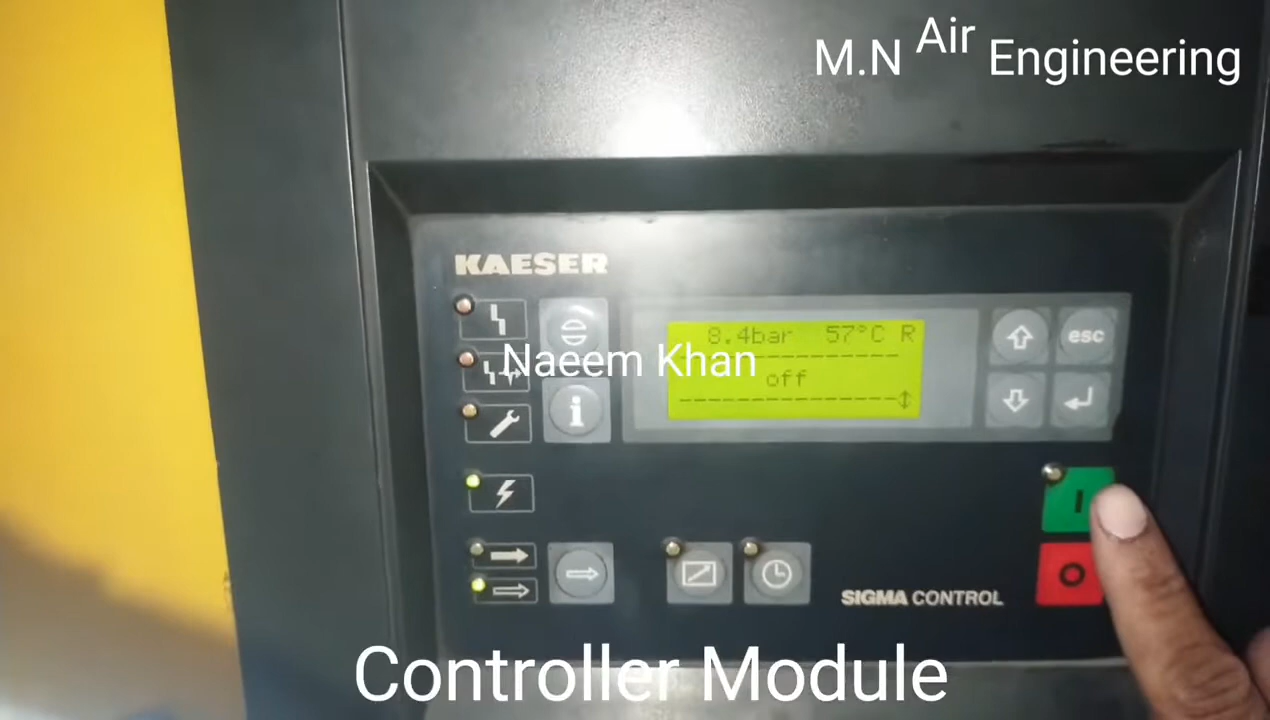 M.N Air Engineering
KAESER
8.4bar 57°C R
esc
Naeem Khan
off
i
I
O
SIGMA CONTROL
Controller Module